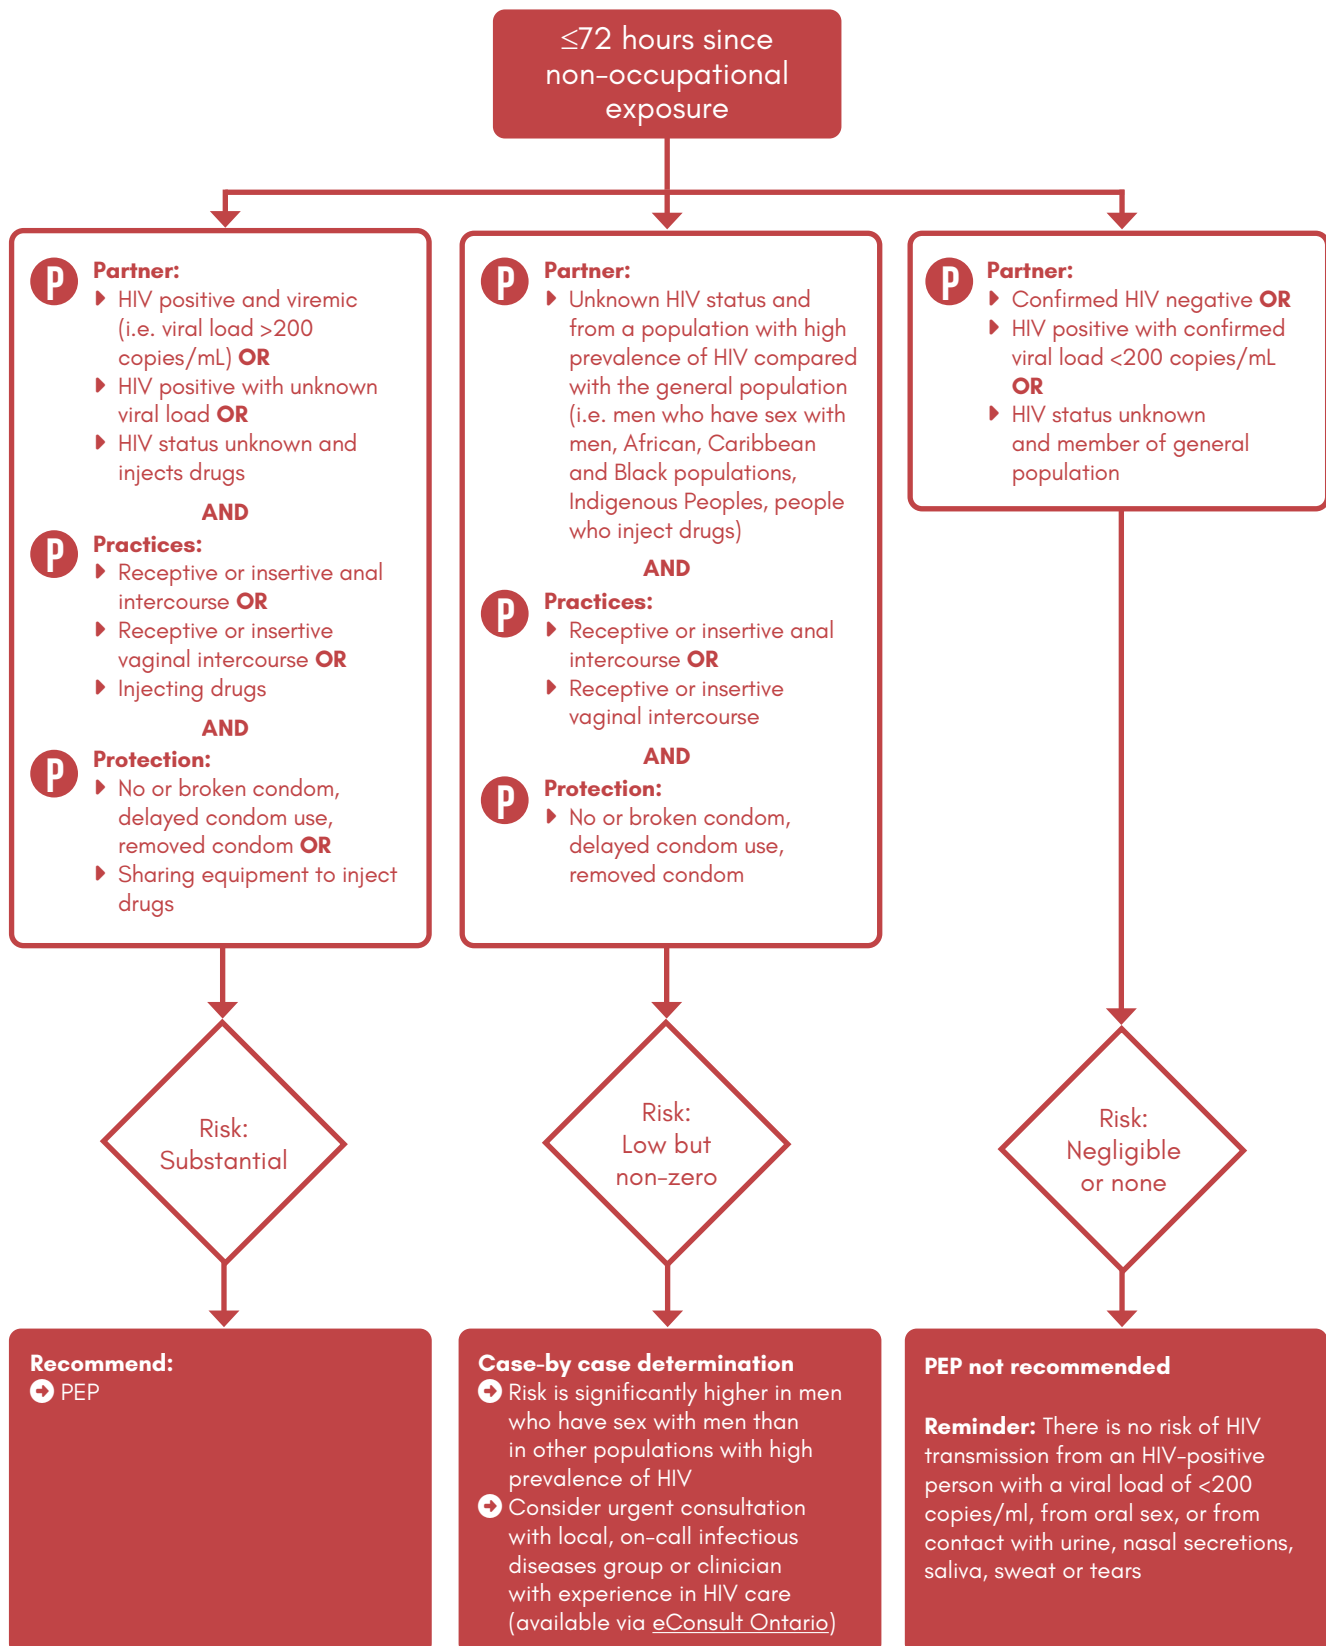 ≤72 hours since
non-occupational
exposure
P
Partner:
HIV positive and viremic
(i.e. viral load >200
copies/mL) OR
HIV positive with unknown
viral load OR
HIV status unknown and
injects drugs
AND
P
Practices:
Receptive or insertive anal
intercourse OR
Receptive or insertive
vaginal intercourse OR
Injecting drugs
AND
P
Protection:
No or broken condom,
delayed condom use,
removed condom OR
Sharing equipment to inject
drugs
Risk:
Substantial
Recommend:
PEP
P
Partner:
Unknown HIV status and
from a population with high
prevalence of HIV compared
with the general population
(i.e. men who have sex with
men, African, Caribbean
and Black populations,
Indigenous Peoples, people
who inject drugs)
AND
P
Practices:
Receptive or insertive anal
intercourse OR
Receptive or insertive
vaginal intercourse
AND
P
Protection:
No or broken condom,
delayed condom use,
removed condom
Risk:
Low but
non-zero
Case-by case determination
Risk is significantly higher in men
who have sex with men than
in other populations with high
prevalence of HIV
Consider urgent consultation
with local, on-call infectious
diseases group or clinician
with experience in HIV care
(available via eConsult Ontario)
P
Partner:
Confirmed HIV negative OR
HIV positive with confirmed
viral load <200 copies/mL
OR
HIV status unknown
and member of general
population
Risk:
Negligible
or none
PEP not recommended
Reminder: There is no risk of HIV
transmission from an HIV-positive
person with a viral load of <200
copies/ml, from oral sex, or from
contact with urine, nasal secretions,
saliva, sweat or tears